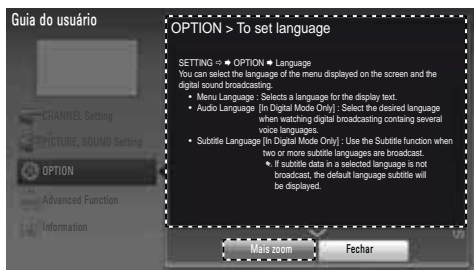 Guia do usuário
CHANNEL Setting
PICTURE, SOUND Setting
OPTION
Advanced Function
Information
OPTION > To set language
SETTING ⇨ ➡ OPTION ➡ Language
You can select the language of the menu displayed on the screen and the
digital sound broadcasting.
• Menu Language : Selects a language for the display text.
• Audio Language [In Digital Mode Only] : Select the desired language
when watching digital broadcasting containg several
voice languages.
• Subtitle Language [In Digital Mode Only] : Use the Subtitle function when
two or more subtitle languages are broadcast.
If subtitle data in a selected language is not
broadcast, the default language subtitle will
be displayed.
Mais zoom
Fechar